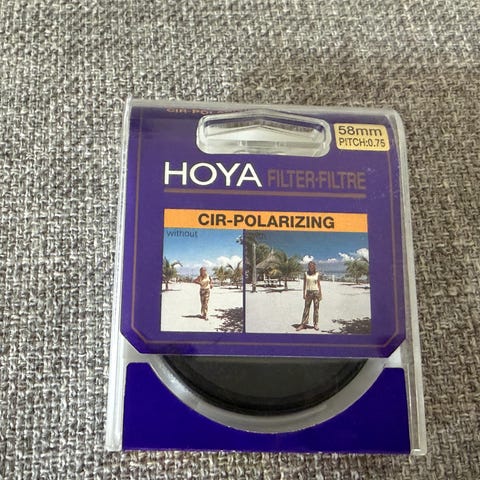 58mm
PITCH:0.75
HOYA FILTER·FILTRE
CIR-POLARIZING
without